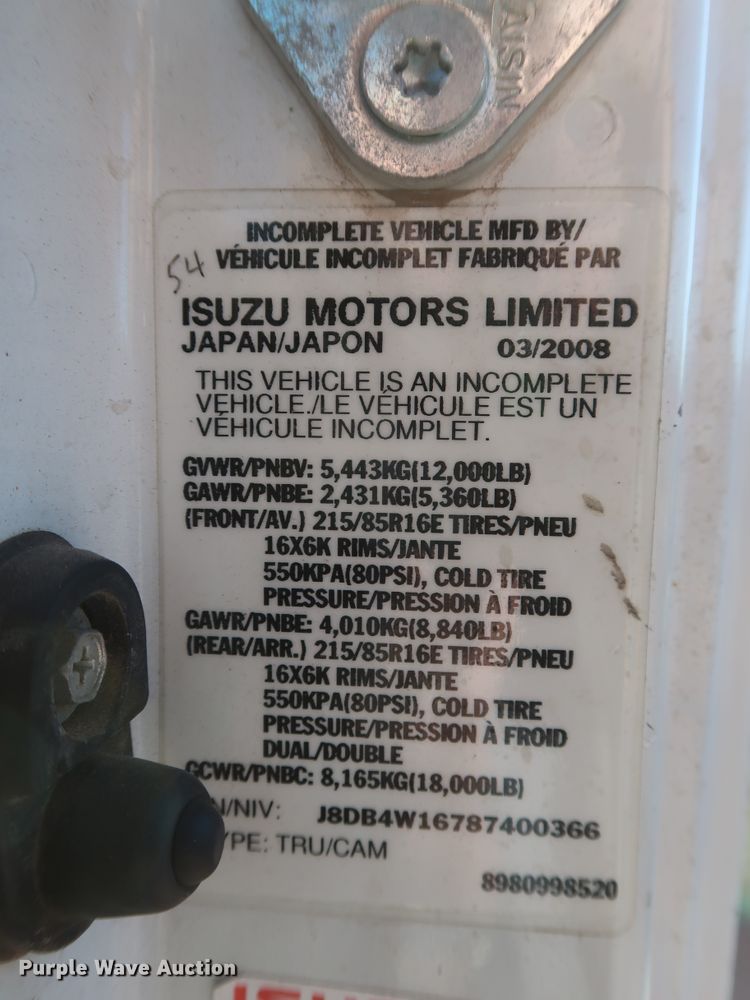 AISIN
INCOMPLETE VEHICLE MFD BY/
54 VÉHICULE INCOMPLET FABRIQUÉ PAR
ISUZU MOTORS LIMITED
JAPAN/JAPON 03/2008
THIS VEHICLE IS AN INCOMPLETE
VEHICLE./LE VÉHICULE EST UN
VÉHICULE INCOMPLET.
GVWR/PNBV: 5,443KG(12,000LB)
GAWR/PNBE: 2,431KG(5,360LB)
(FRONT/AV.) 215/85R16E TIRES/PNEU
16X6K RIMS/JANTE
550KPA(80PSI), COLD TIRE
PRESSURE/PRESSION À FROID
GAWR/PNBE: 4,010KG(8,840LB)
(REAR/ARR.) 215/85R16E TIRES/PNEU
16X6K RIMS/JANTE
550KPA(80PSI), COLD TIRE
PRESSURE/PRESSION À FROID
DUAL/DOUBLE
GCWR/PNBC: 8,165KG(18,000LB)
N/NIV: J8DB4W16787400366
YPE: TRU/CAM
8980998520
Purple Wave Auction